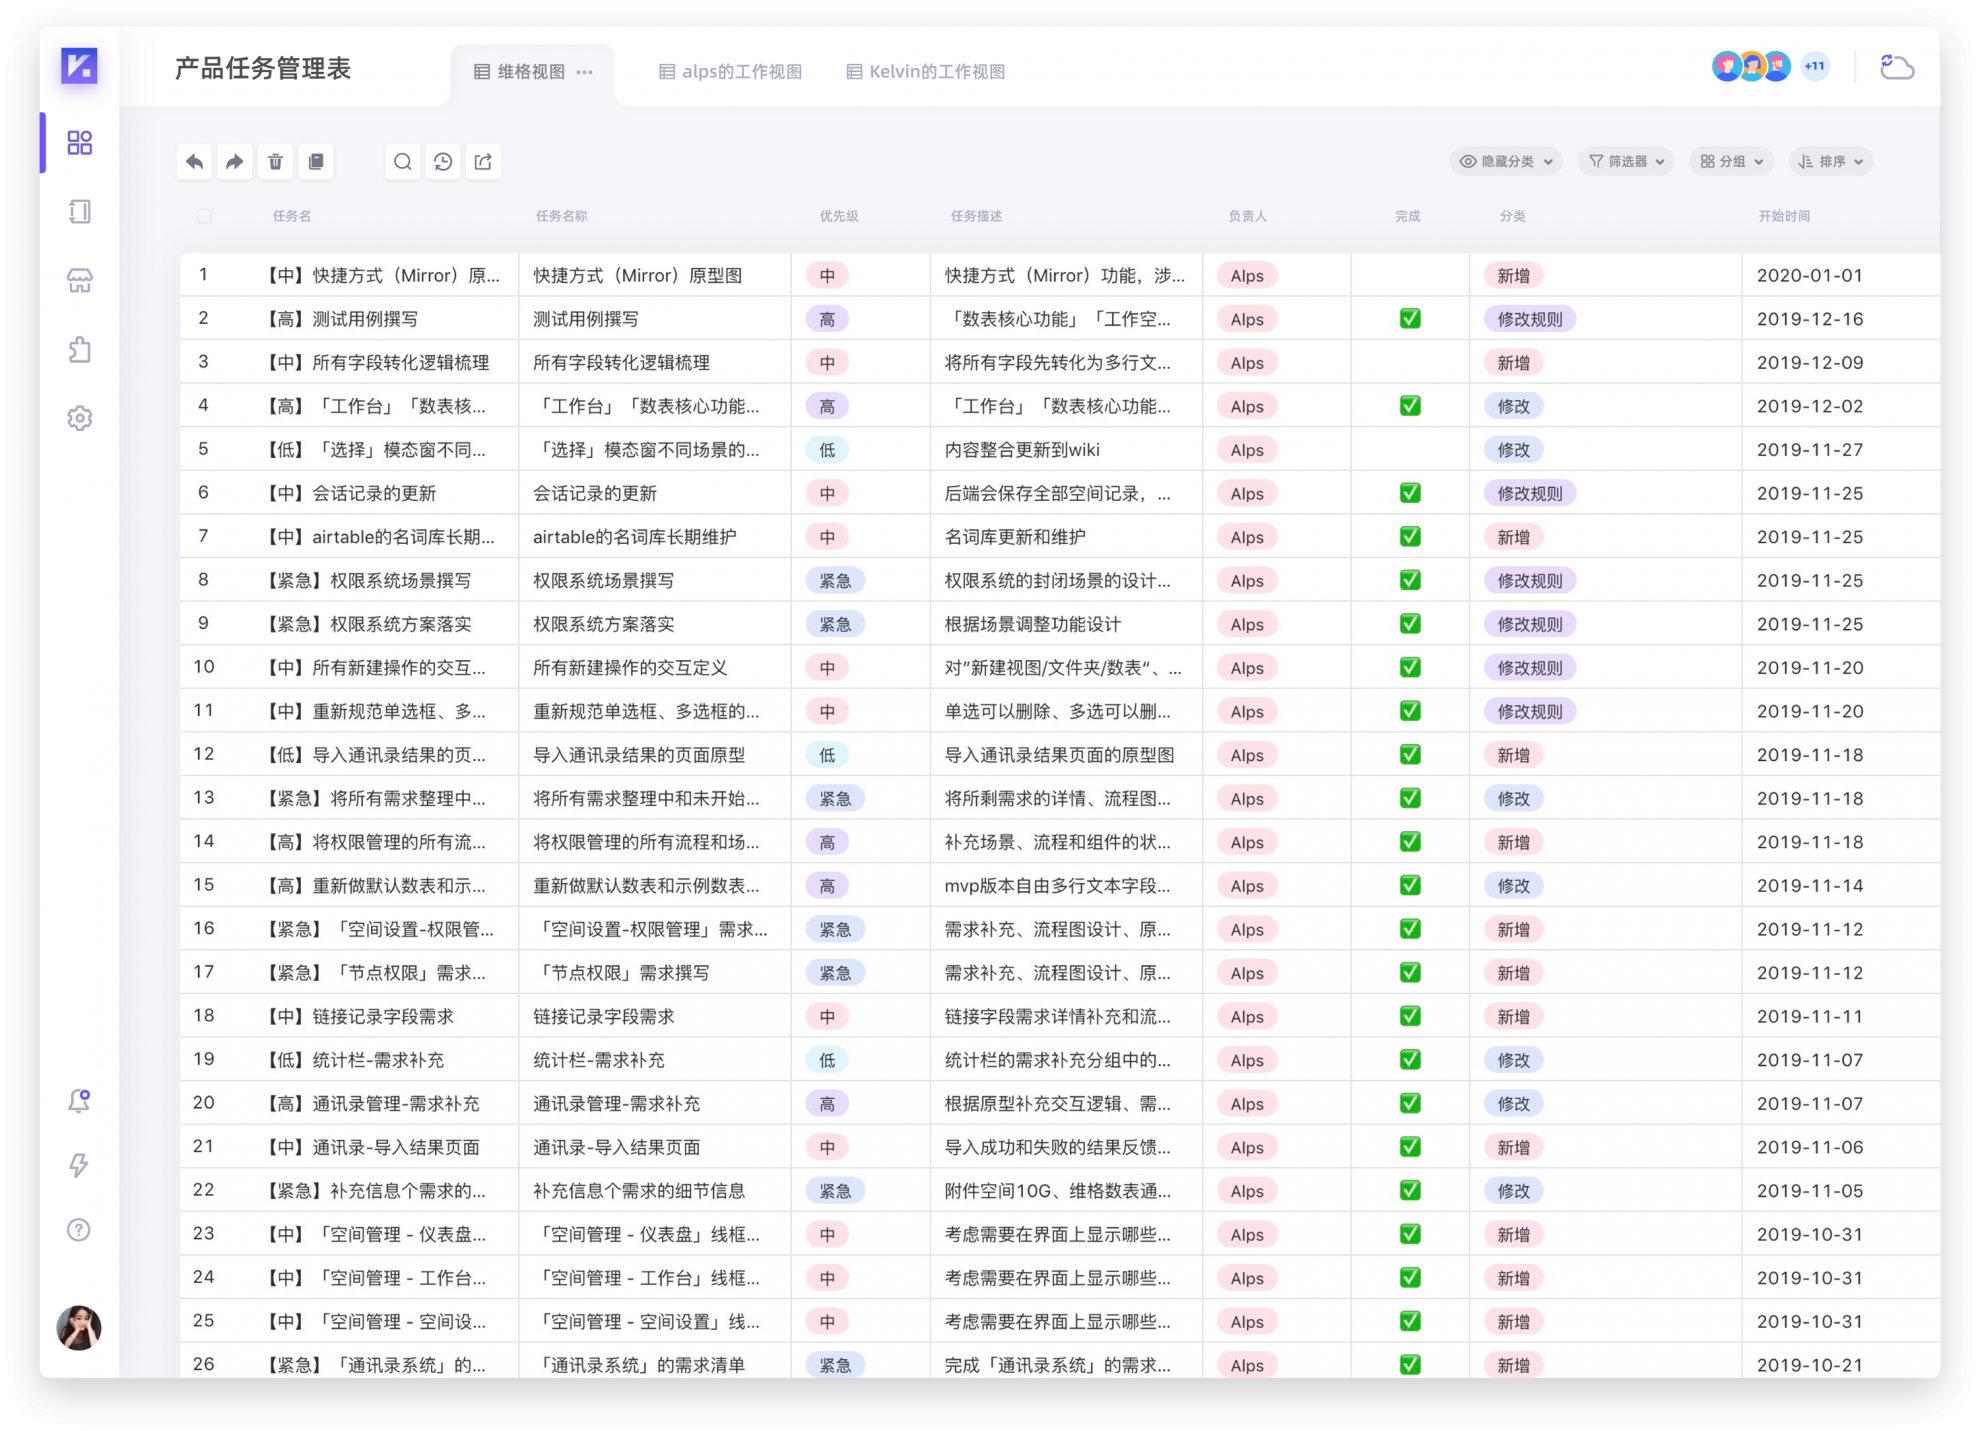 产品任务管理表
维格视图 ···
alps的工作视图
Kelvin的工作视图
+11
隐藏分类 筛选器 分组 排序
任务名 任务名称 优先级 任务描述 负责人 完成 分类 开始时间
1 【中】快捷方式（Mirror）原... 快捷方式（Mirror）原型图 中 快捷方式（Mirror）功能，涉... Alps 新增 2020-01-01
2 【高】测试用例撰写 测试用例撰写 高 「数表核心功能」「工作空... Alps ✅ 修改规则 2019-12-16
3 【中】所有字段转化逻辑梳理 所有字段转化逻辑梳理 中 将所有字段先转化为多行文... Alps 新增 2019-12-09
4 【高】「工作台」「数表核... 「工作台」「数表核心功能... 高 「工作台」「数表核心功能... Alps ✅ 修改 2019-12-02
5 【低】「选择」模态窗不同... 「选择」模态窗不同场景的... 低 内容整合更新到wiki Alps 修改 2019-11-27
6 【中】会话记录的更新 会话记录的更新 中 后端会保存全部空间记录，... Alps ✅ 修改规则 2019-11-25
7 【中】airtable的名词库长期... airtable的名词库长期维护 中 名词库更新和维护 Alps ✅ 新增 2019-11-25
8 【紧急】权限系统场景撰写 权限系统场景撰写 紧急 权限系统的封闭场景的设计... Alps ✅ 修改规则 2019-11-25
9 【紧急】权限系统方案落实 权限系统方案落实 紧急 根据场景调整功能设计 Alps ✅ 修改规则 2019-11-25
10 【中】所有新建操作的交互... 所有新建操作的交互定义 中 对”新建视图/文件夹/数表“、... Alps ✅ 修改规则 2019-11-20
11 【中】重新规范单选框、多... 重新规范单选框、多选框的... 中 单选可以删除、多选可以删... Alps ✅ 修改规则 2019-11-20
12 【低】导入通讯录结果的页... 导入通讯录结果的页面原型 低 导入通讯录结果页面的原型图 Alps ✅ 新增 2019-11-18
13 【紧急】将所有需求整理中... 将所有需求整理中和未开始... 紧急 将所剩需求的详情、流程图... Alps ✅ 修改 2019-11-18
14 【高】将权限管理的所有流... 将权限管理的所有流程和场... 高 补充场景、流程和组件的状... Alps ✅ 新增 2019-11-18
15 【高】重新做默认数表和示... 重新做默认数表和示例数表... 高 mvp版本自由多行文本字段... Alps ✅ 修改 2019-11-14
16 【紧急】「空间设置-权限管... 「空间设置-权限管理」需求... 紧急 需求补充、流程图设计、原... Alps ✅ 新增 2019-11-12
17 【紧急】「节点权限」需求... 「节点权限」需求撰写 紧急 需求补充、流程图设计、原... Alps ✅ 新增 2019-11-12
18 【中】链接记录字段需求 链接记录字段需求 中 链接字段需求详情补充和流... Alps ✅ 新增 2019-11-11
19 【低】统计栏-需求补充 统计栏-需求补充 低 统计栏的需求补充分组中的... Alps ✅ 修改 2019-11-07
20 【高】通讯录管理-需求补充 通讯录管理-需求补充 高 根据原型补充交互逻辑、需... Alps ✅ 修改 2019-11-07
21 【中】通讯录-导入结果页面 通讯录-导入结果页面 中 导入成功和失败的结果反馈... Alps ✅ 新增 2019-11-06
22 【紧急】补充信息个需求的... 补充信息个需求的细节信息 紧急 附件空间10G、维格数表通... Alps ✅ 修改 2019-11-05
23 【中】「空间管理 - 仪表盘... 「空间管理 - 仪表盘」线框... 中 考虑需要在界面上显示哪些... Alps ✅ 新增 2019-10-31
24 【中】「空间管理 - 工作台... 「空间管理 - 工作台」线框... 中 考虑需要在界面上显示哪些... Alps ✅ 新增 2019-10-31
25 【中】「空间管理 - 空间设... 「空间管理 - 空间设置」线... 中 考虑需要在界面上显示哪些... Alps ✅ 新增 2019-10-31
26 【紧急】「通讯录系统」的... 「通讯录系统」的需求清单 紧急 完成「通讯录系统」的需求... Alps ✅ 新增 2019-10-21